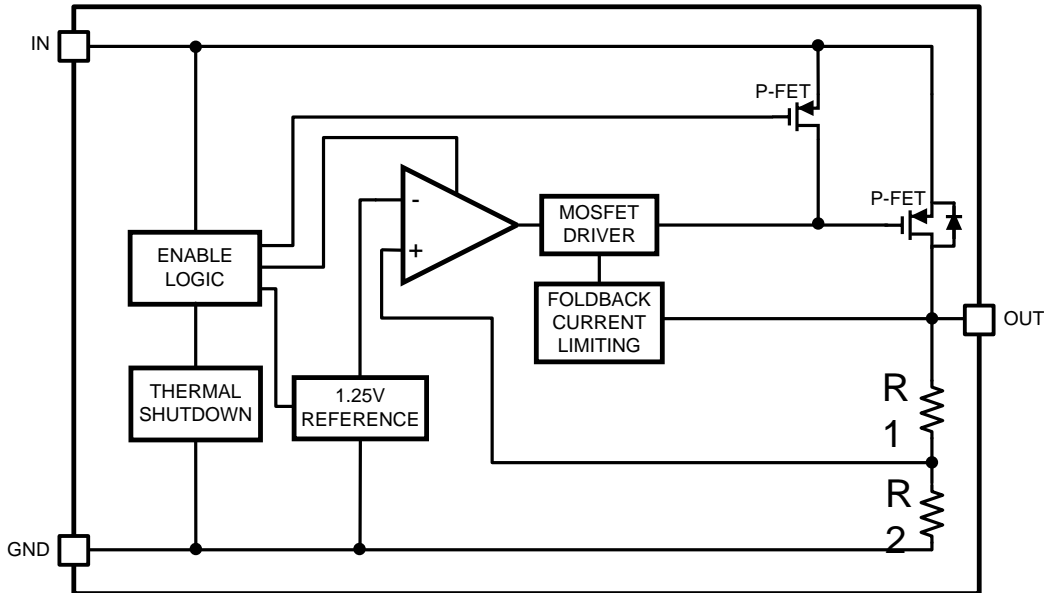 IN
P-FET
P-FET
-
+
MOSFET
DRIVER
ENABLE
LOGIC
FOLDBACK
CURRENT
LIMITING
OUT
THERMAL
SHUTDOWN
1.25V
REFERENCE
R
1
R
2
GND